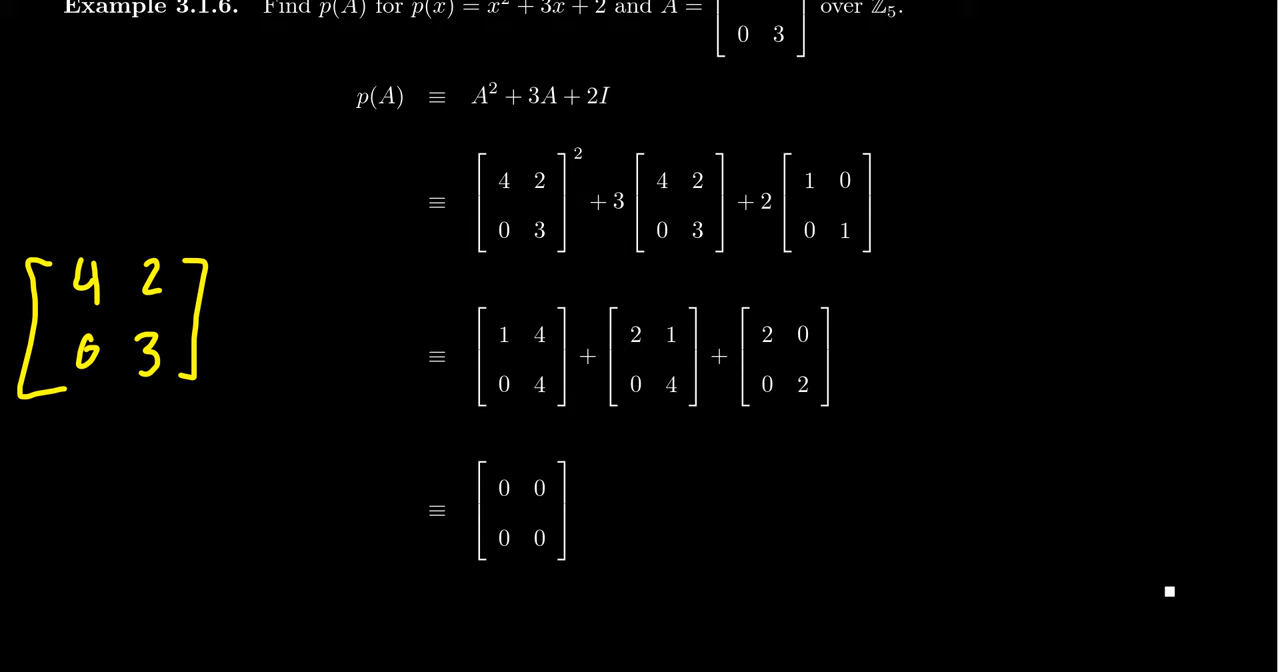 Example 3.1.6. Find p(A) for p(x) = x² + 3x + 2 and A = [ 0 3 ] over ℤ₅.
p(A) ≡ A² + 3A + 2I
≡ [ 4 2 ; 0 3 ]² + 3 [ 4 2 ; 0 3 ] + 2 [ 1 0 ; 0 1 ]
[ 4 2 ; 0 3 ]
≡ [ 1 4 ; 0 4 ] + [ 2 1 ; 0 4 ] + [ 2 0 ; 0 2 ]
≡ [ 0 0 ; 0 0 ]